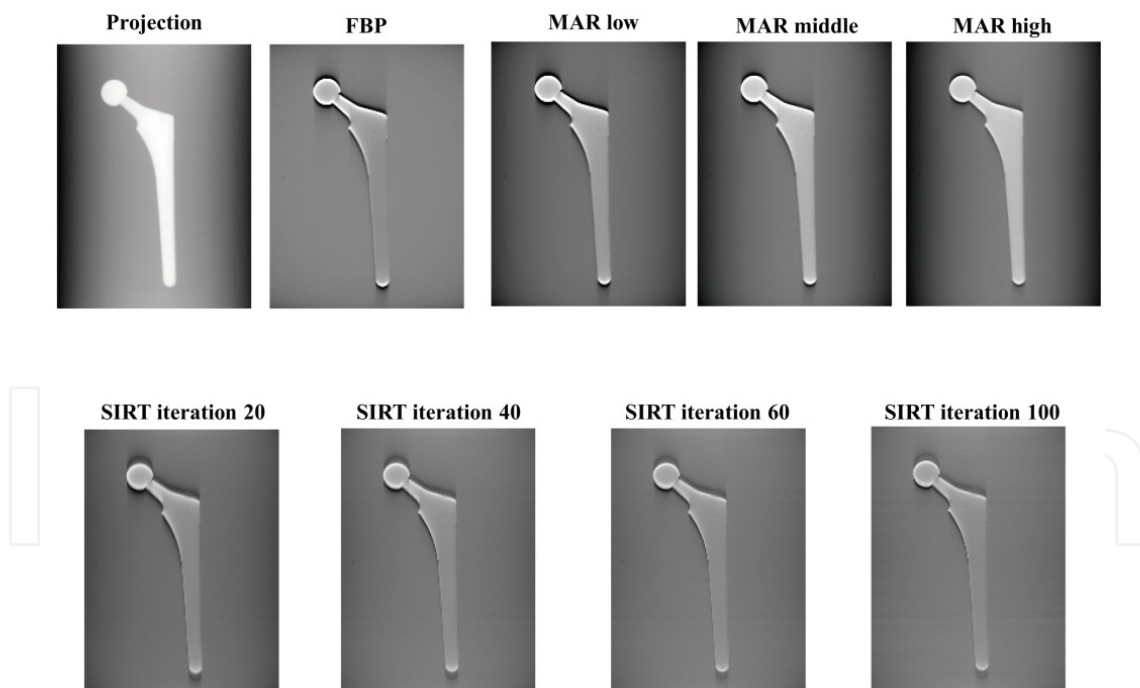 Projection FBP MAR low MAR middle MAR high
SIRT iteration 20 SIRT iteration 40 SIRT iteration 60 SIRT iteration 100